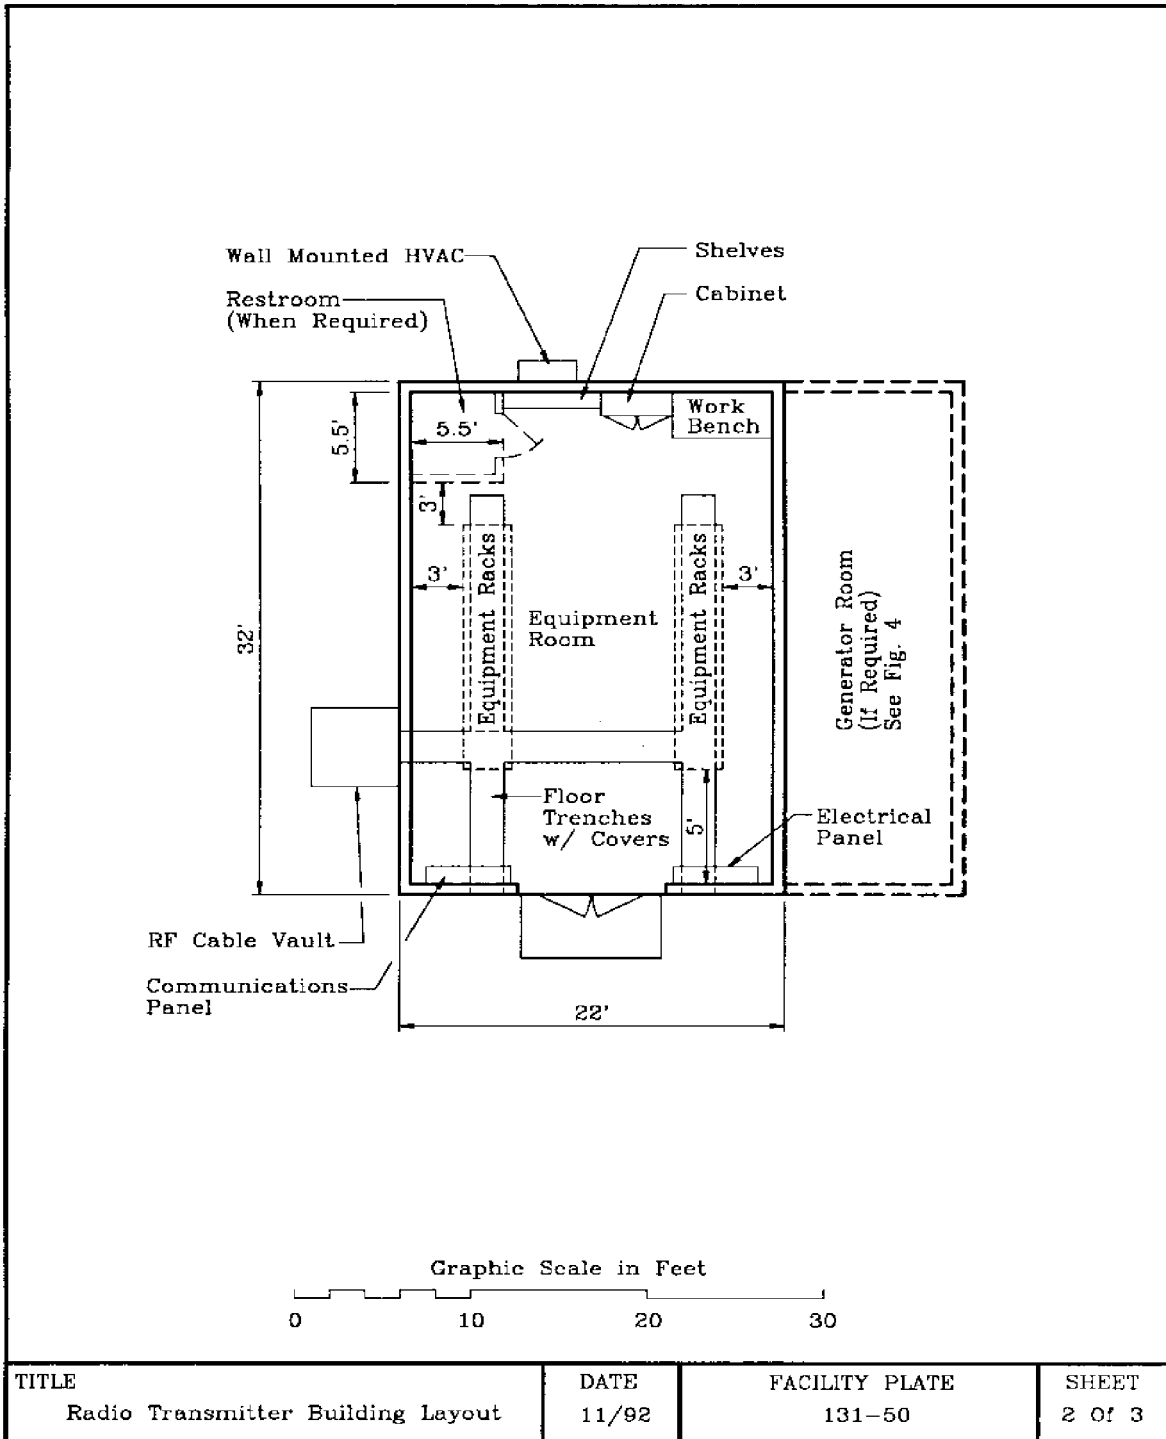 Wall Mounted HVAC
Restroom
(When Required)
Shelves
Cabinet
Work
Bench
5.5'
5.5'
3'
3'
3'
Equipment Racks
Equipment Racks
Equipment
Room
32'
Generator Room
(If Required)
See Fig. 4
Floor
Trenches
w/ Covers
5'
Electrical
Panel
RF Cable Vault
Communications
Panel
22'
Graphic Scale in Feet
0 10 20 30
TITLE
Radio Transmitter Building Layout
DATE
11/92
FACILITY PLATE
131-50
SHEET
2 Of 3